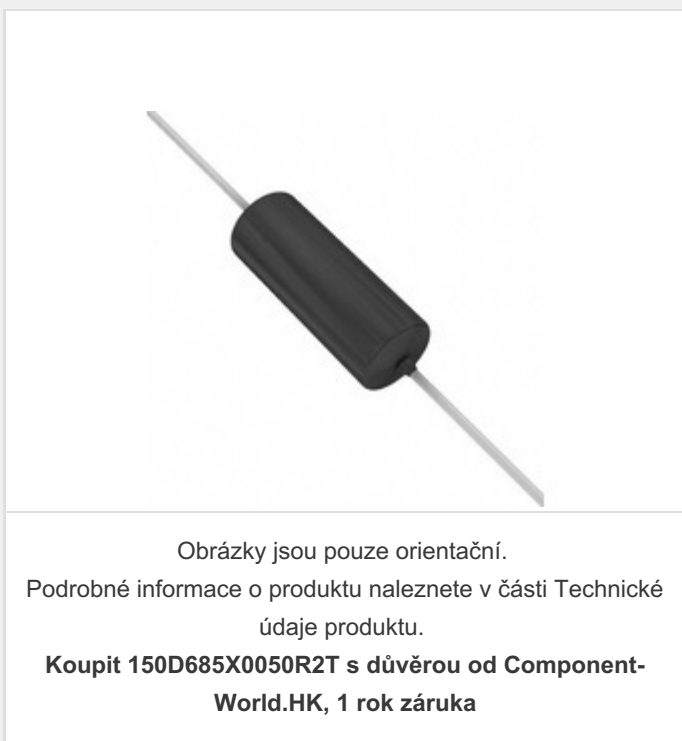 Obrázky jsou pouze orientační.
Podrobné informace o produktu naleznete v části Technické
údaje produktu.
Koupit 150D685X0050R2T s důvěrou od Component-
World.HK, 1 rok záruka